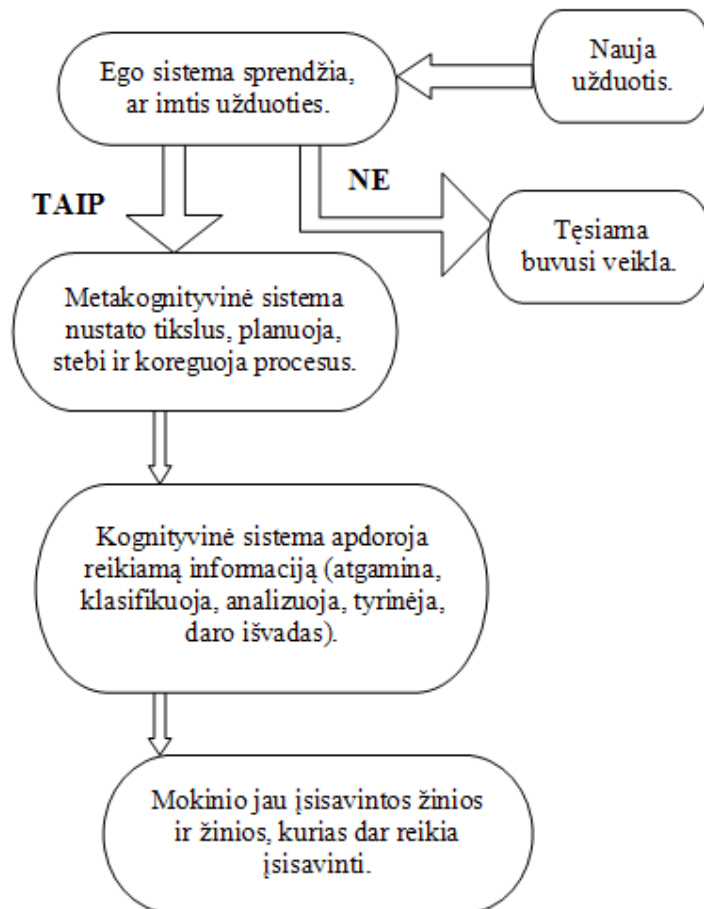 Nauja
užduotis.
Ego sistema sprendžia,
ar imtis užduoties.
NE
TAIP
Tęsiama
buvusi veikla.
Metakognityvinė sistema
nustato tikslus, planuoja,
stebi ir koreguoja procesus.
Kognityvinė sistema apdoroja
reikiamą informaciją (atgamina,
klasifikuoja, analizuoja, tyrinėja,
daro išvadas).
Mokinio jau įsisavintos žinios
ir žinios, kurias dar reikia
įsisavinti.